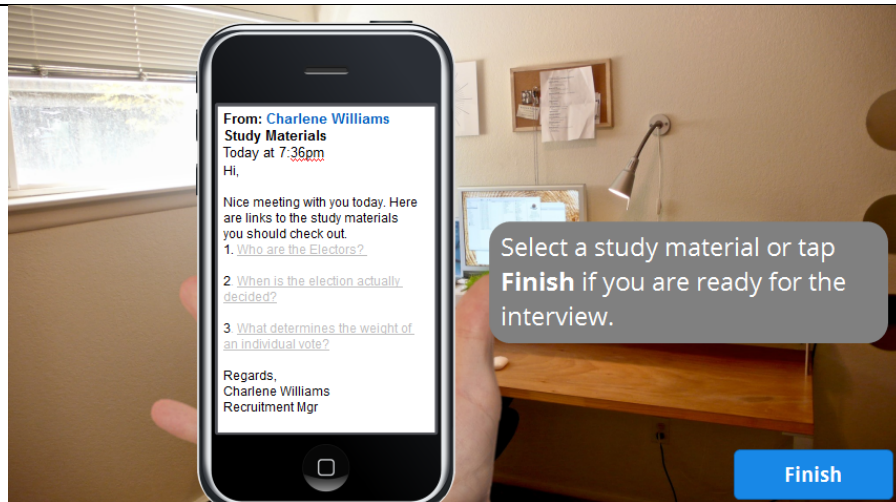 From: Charlene Williams
Study Materials
Today at 7:36pm
Hi,
Nice meeting with you today. Here
are links to the study materials
you should check out.
1. Who are the Electors?
2. When is the election actually
decided?
3. What determines the weight of
an individual vote?
Regards,
Charlene Williams
Recruitment Mgr
Select a study material or tap
Finish if you are ready for the
interview.
Finish